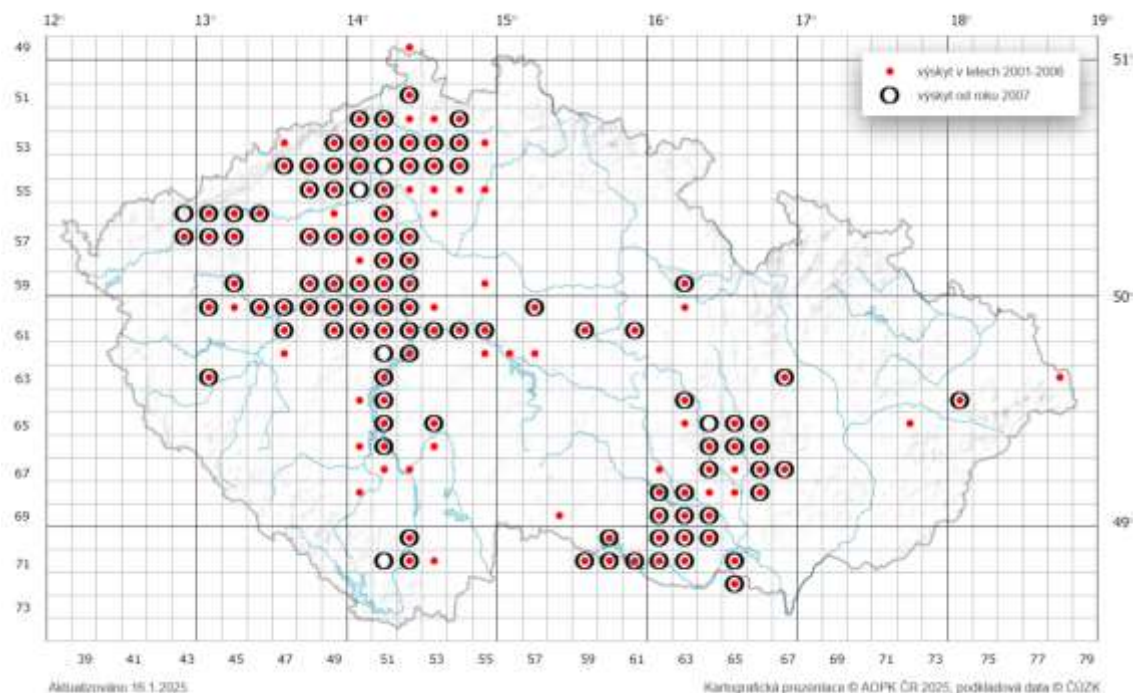 12° 13° 14° 15° 16° 17° 18° 19°
49
51°
výskyt v letech 2001-2006
výskyt od roku 2007
51
53
55
57
59
50°
61
63
65
67
69
49°
71
73
39 41 43 45 47 49 51 53 55 57 59 61 63 65 67 69 71 73 75 77 79
Aktualizováno 15.1.2025
Kartografická prezentace © AOPK ČR 2025, podkladová data © ČÚZK